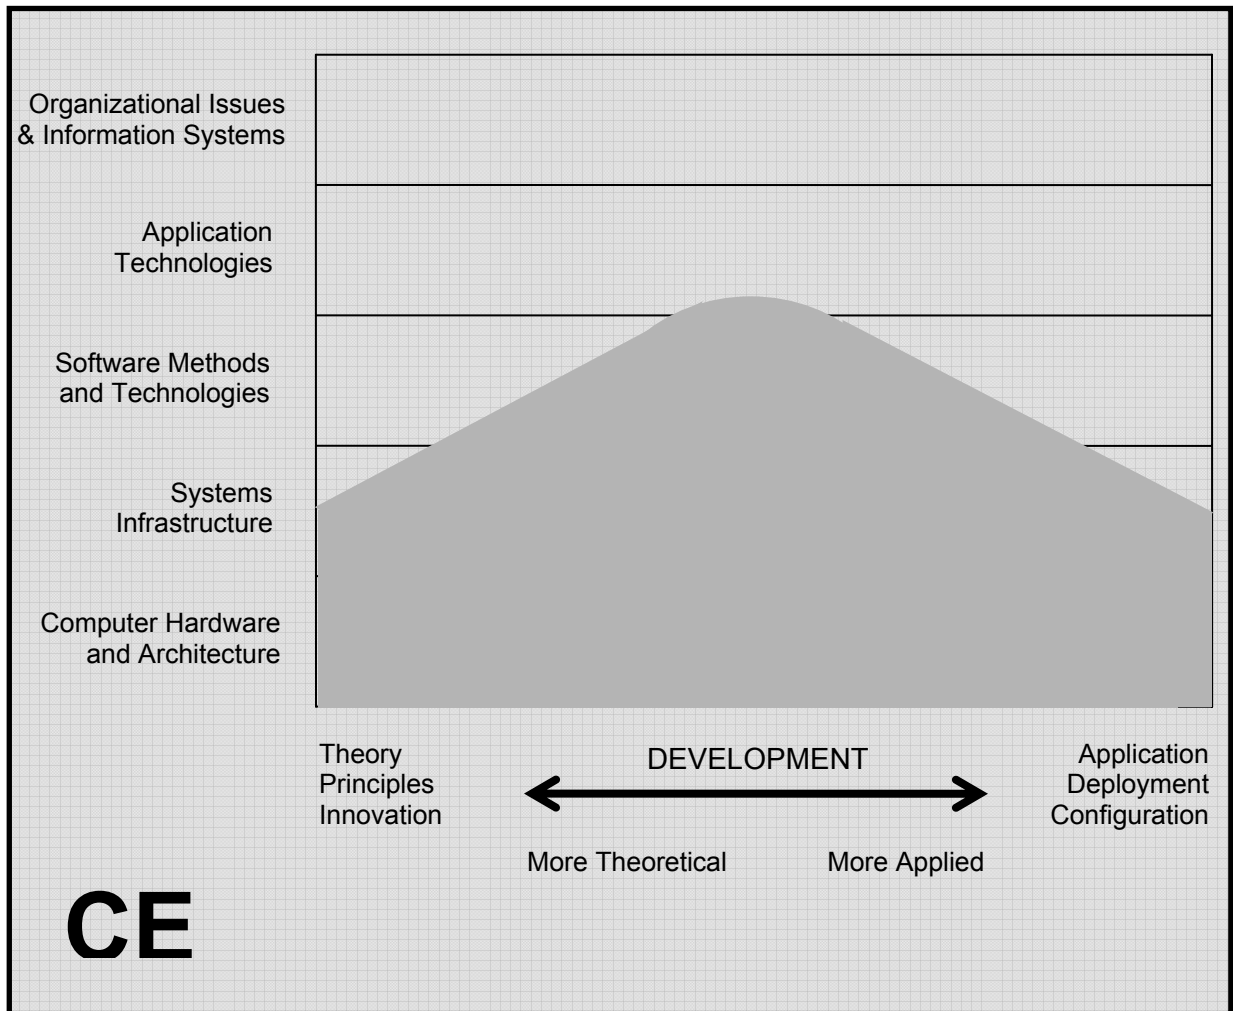 Organizational Issues
& Information Systems
Application
Technologies
Software Methods
and Technologies
Systems
Infrastructure
Computer Hardware
and Architecture
Theory
Principles
Innovation
DEVELOPMENT
More Theoretical
More Applied
Application
Deployment
Configuration
CE